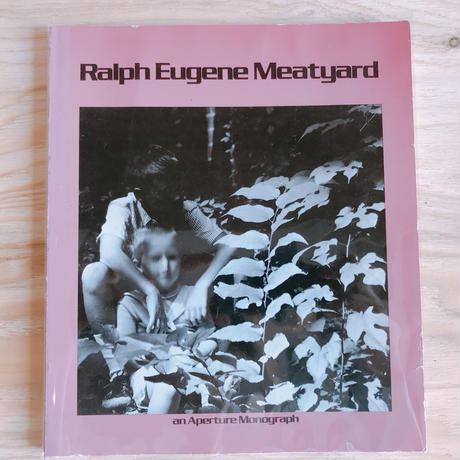 Ralph Eugene Meatyard
an Aperture Monograph